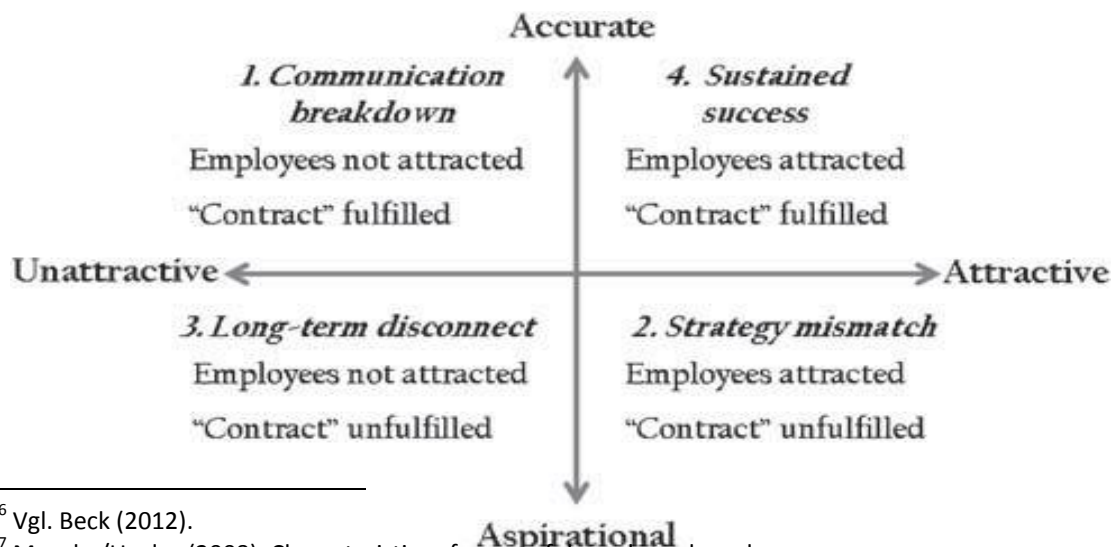 Accurate
1. Communication
breakdown
Employees not attracted
“Contract” fulfilled
4. Sustained
success
Employees attracted
“Contract” fulfilled
Unattractive
Attractive
3. Long-term disconnect
Employees not attracted
“Contract” unfulfilled
2. Strategy mismatch
Employees attracted
“Contract” unfulfilled
Aspirational
6 Vgl. Beck (2012).